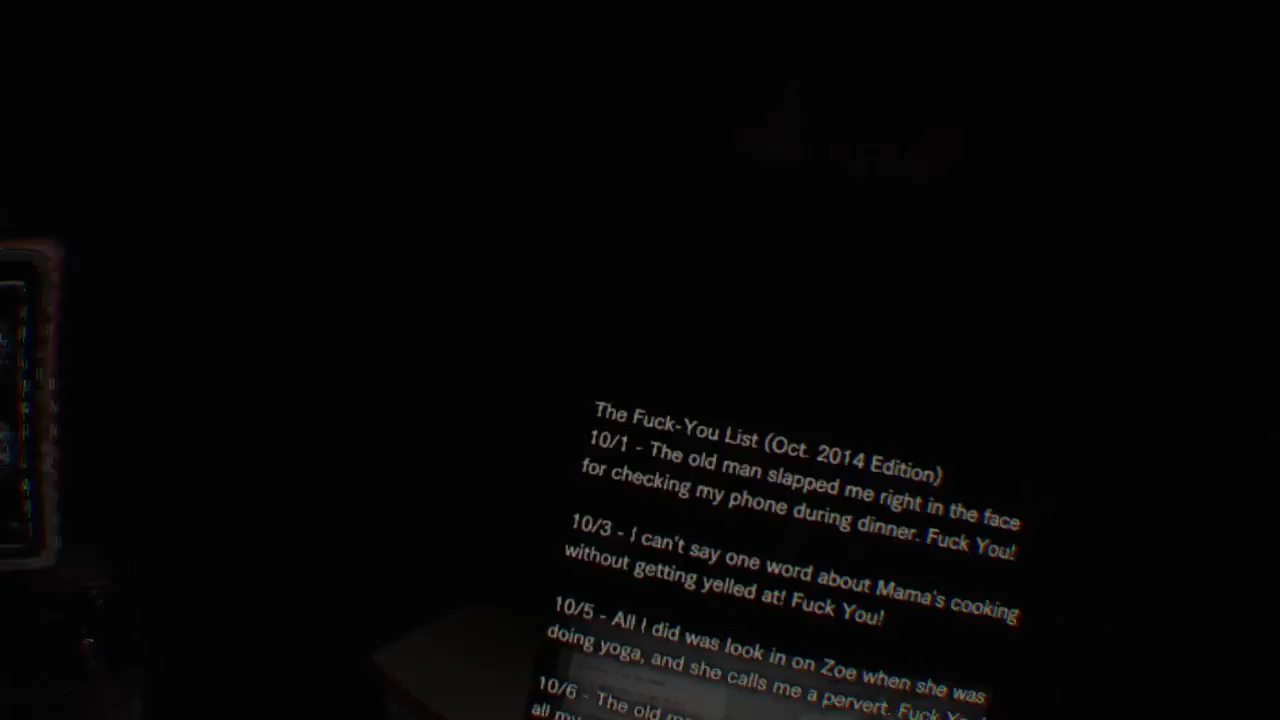 The Fuck-You List (Oct. 2014 Edition)
10/1 - The old man slapped me right in the face
for checking my phone during dinner. Fuck You!
10/3 - I can't say one word about Mama's cooking
without getting yelled at! Fuck You!
10/5 - All I did was look in on Zoe when she was
doing yoga, and she calls me a pervert. Fuck
10/6 - The old
all my